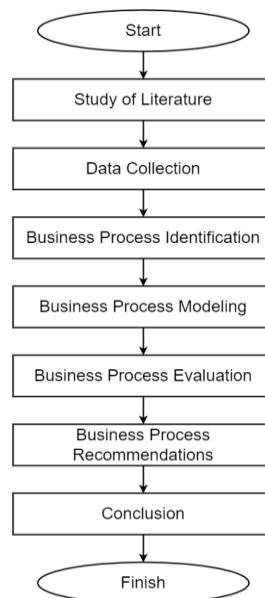 Start
Study of Literature
Data Collection
Business Process Identification
Business Process Modeling
Business Process Evaluation
Business Process
Recommendations
Conclusion
Finish